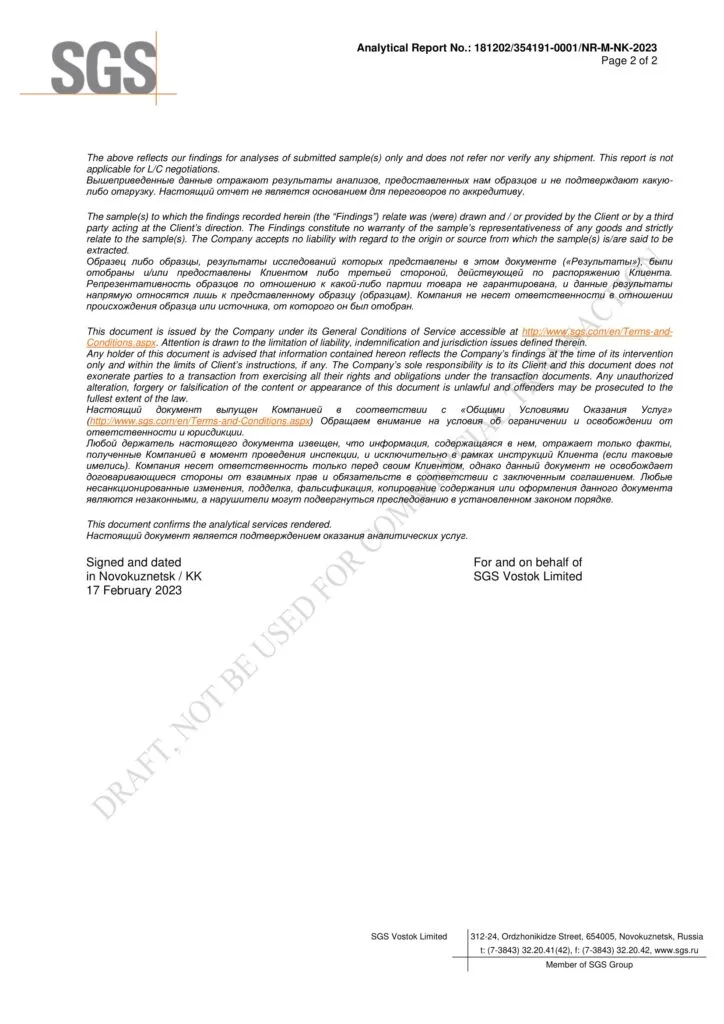 SGS
Analytical Report No.: 181202/354191-0001/NR-M-NK-2023
Page 2 of 2
The above reflects our findings for analyses of submitted sample(s) only and does not refer nor verify any shipment. This report is not
applicable for L/C negotiations.
Вышеприведенные данные отражают результаты анализов, предоставленных нам образцов и не подтверждают какую-
либо отгрузку. Настоящий отчет не является основанием для переговоров по аккредитиву.
The sample(s) to which the findings recorded herein (the “Findings”) relate was (were) drawn and / or provided by the Client or by a third
party acting at the Client’s direction. The Findings constitute no warranty of the sample’s representativeness of any goods and strictly
relate to the sample(s). The Company accepts no liability with regard to the origin or source from which the sample(s) is/are said to be
extracted.
Образец либо образцы, результаты исследований которых представлены в этом документе («Результаты»), были
отобраны и/или предоставлены Клиентом либо третьей стороной, действующей по распоряжению Клиента.
Репрезентативность образцов по отношению к какой-либо партии товара не гарантирована, и данные результаты
напрямую относятся лишь к представленному образцу (образцам). Компания не несет ответственности в отношении
происхождения образца или источника, от которого он был отобран.
This document is issued by the Company under its General Conditions of Service accessible at http://www.sgs.com/en/Terms-and-
Conditions.aspx. Attention is drawn to the limitation of liability, indemnification and jurisdiction issues defined therein.
Any holder of this document is advised that information contained hereon reflects the Company’s findings at the time of its intervention
only and within the limits of Client’s instructions, if any. The Company’s sole responsibility is to its Client and this document does not
exonerate parties to a transaction from exercising all their rights and obligations under the transaction documents. Any unauthorized
alteration, forgery or falsification of the content or appearance of this document is unlawful and offenders may be prosecuted to the
fullest extent of the law.
Настоящий документ выпущен Компанией в соответствии с «Общими Условиями Оказания Услуг»
(http://www.sgs.com/en/Terms-and-Conditions.aspx) Обращаем внимание на условия об ограничении и освобождении от
ответственности и юрисдикции.
Любой держатель настоящего документа извещен, что информация, содержащаяся в нем, отражает только факты,
полученные Компанией в момент проведения инспекции, и исключительно в рамках инструкций Клиента (если таковые
имелись). Компания несет ответственность только перед своим Клиентом, однако данный документ не освобождает
договаривающиеся стороны от взаимных прав и обязательств в соответствии с заключенным соглашением. Любые
несанкционированные изменения, подделка, фальсификация, копирование содержания или оформления данного документа
являются незаконными, а нарушители могут подвергнуться преследованию в установленном законом порядке.
This document confirms the analytical services rendered.
Настоящий документ является подтверждением оказания аналитических услуг.
Signed and dated
in Novokuznetsk / KK
17 February 2023
For and on behalf of
SGS Vostok Limited
DRAFT, NOT BE USED FOR COMMERCIAL TRANSACTION
SGS Vostok Limited
312-24, Ordzhonikidze Street, 654005, Novokuznetsk, Russia
t: (7-3843) 32.20.41(42), f: (7-3843) 32.20.42, www.sgs.ru
Member of SGS Group